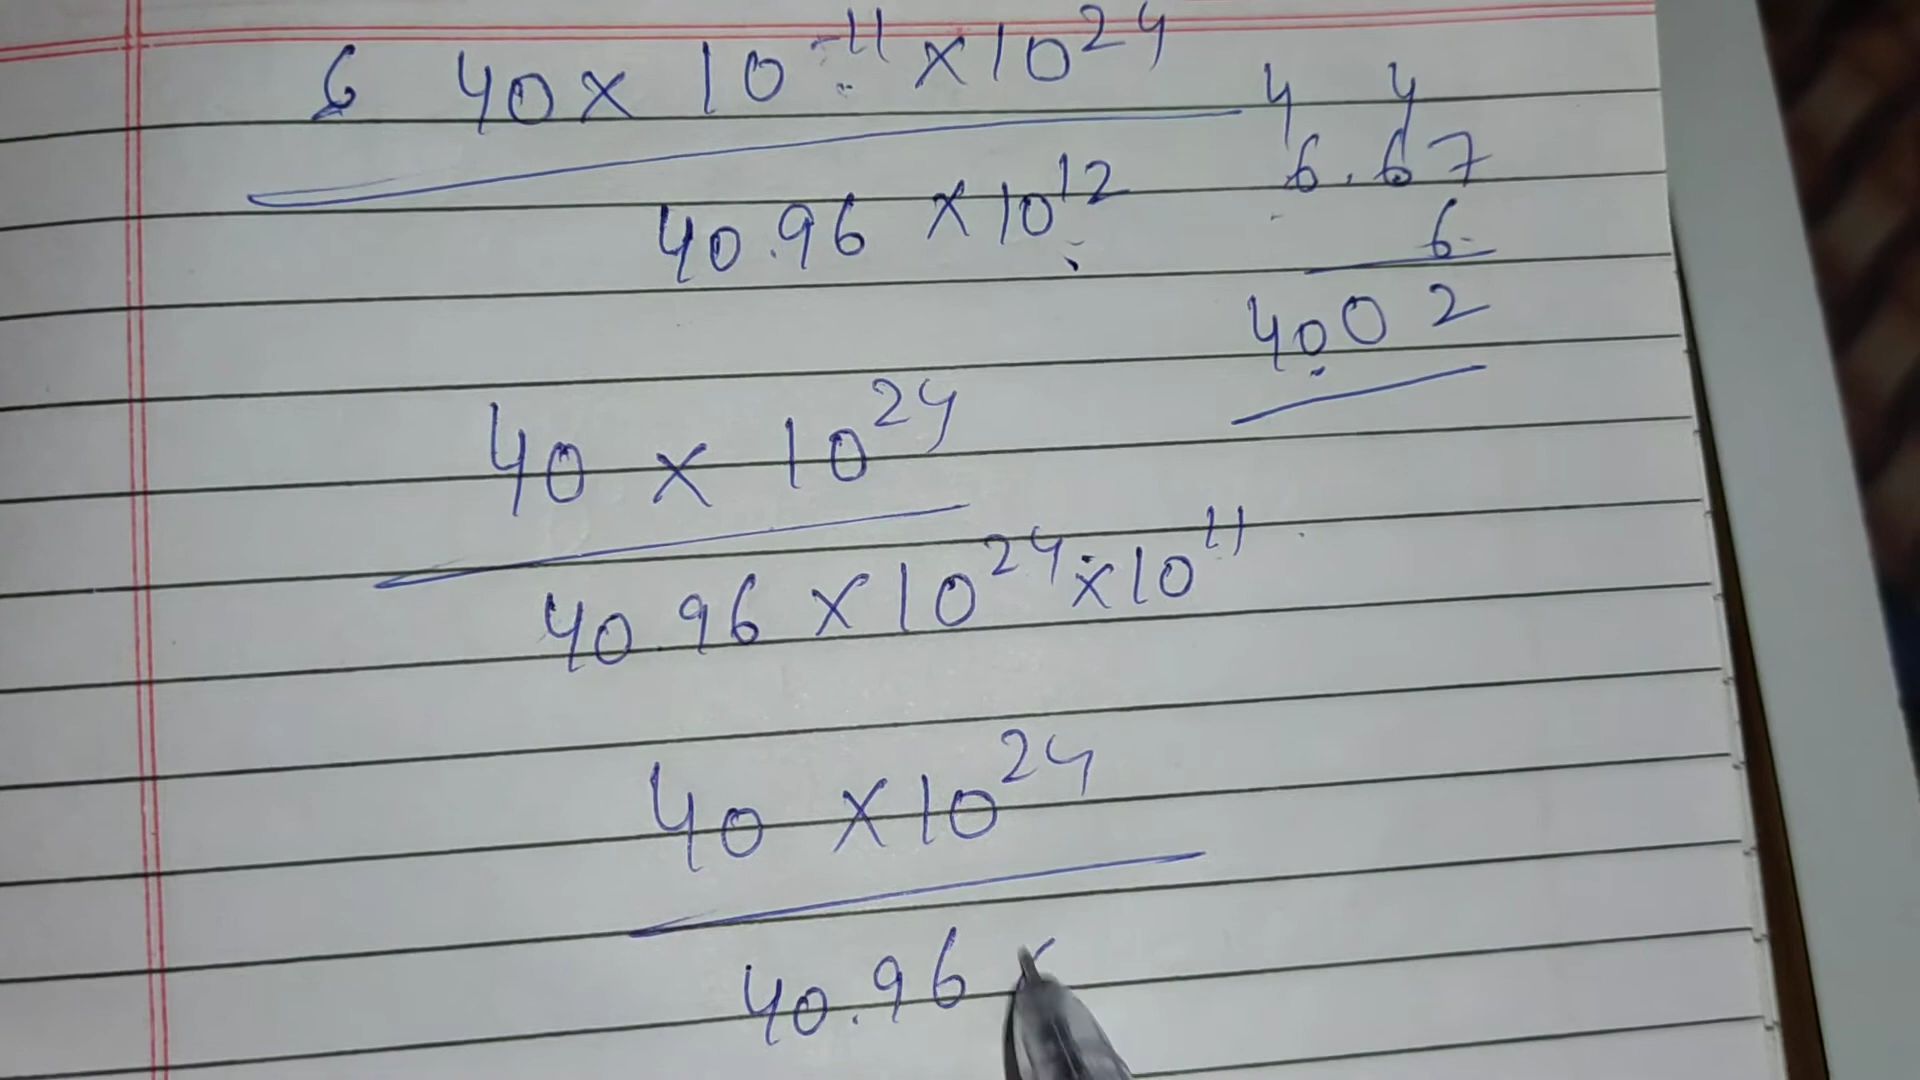 6 40 × 10⁻¹¹ × 10²⁴
40.96 × 10¹²
4 4
6.67
6
40.02
40 × 10²⁴
40.96 × 10²⁴ × 10¹¹
40 × 10²⁴
40.96 ×